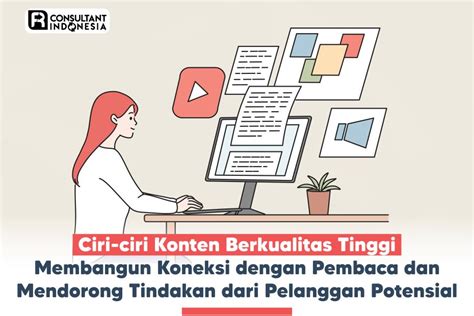 CONSULTANT
INDONESIA
Ciri-ciri Konten Berkualitas Tinggi
Membangun Koneksi dengan Pembaca dan
Mendorong Tindakan dari Pelanggan Potensial